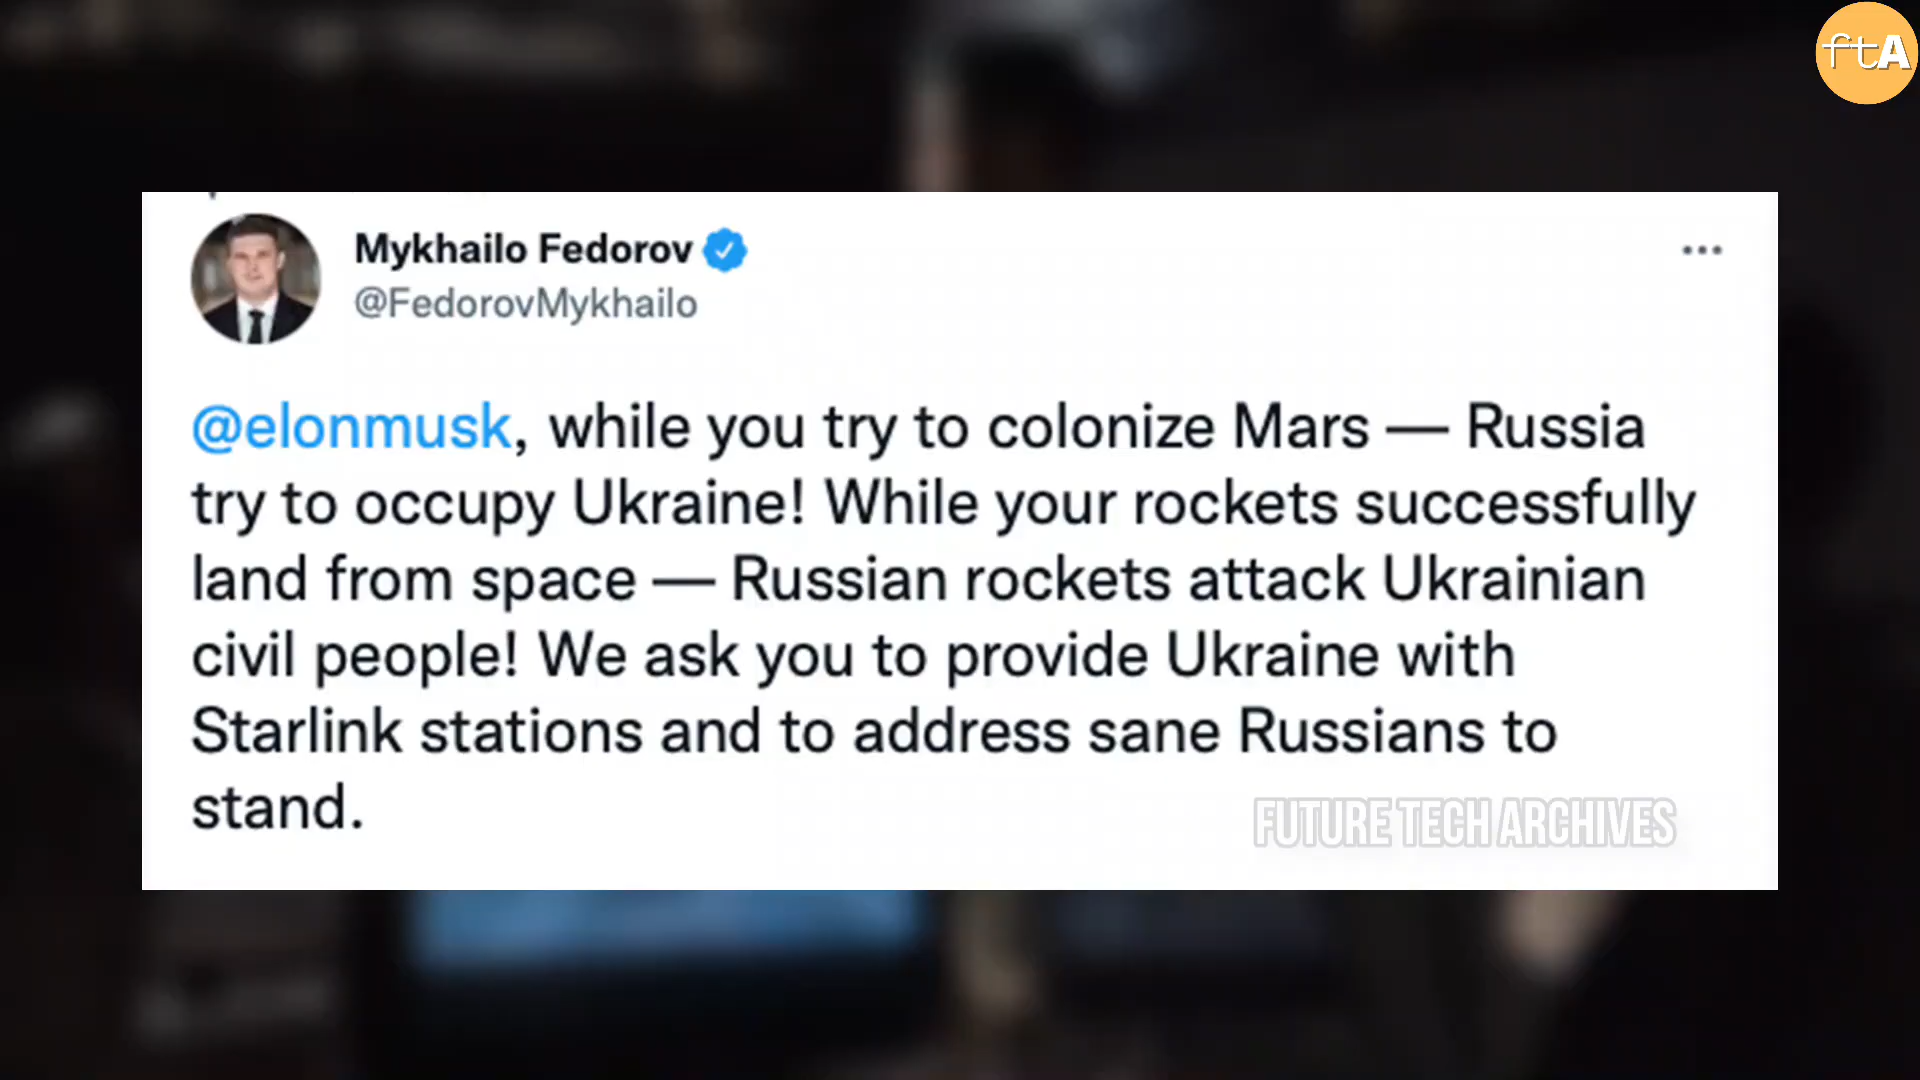 ftA
Mykhailo Fedorov
@FedorovMykhailo
@elonmusk, while you try to colonize Mars — Russia
try to occupy Ukraine! While your rockets successfully
land from space — Russian rockets attack Ukrainian
civil people! We ask you to provide Ukraine with
Starlink stations and to address sane Russians to
stand.
FUTURE TECH ARCHIVES